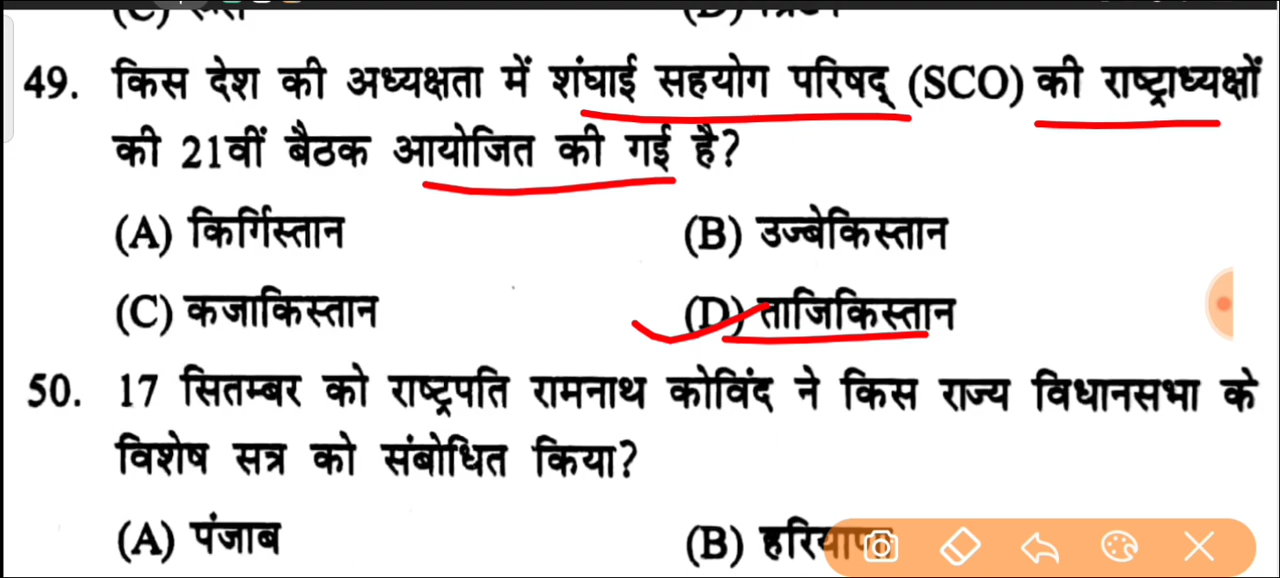 49. किस देश की अध्यक्षता में शंघाई सहयोग परिषद् (SCO) की राष्ट्राध्यक्षों
की 21वीं बैठक आयोजित की गई है?
(A) किर्गिस्तान (B) उज्बेकिस्तान
(C) कजाकिस्तान (D) ताजिकिस्तान
50. 17 सितम्बर को राष्ट्रपति रामनाथ कोविंद ने किस राज्य विधानसभा के
विशेष सत्र को संबोधित किया?
(A) पंजाब (B)